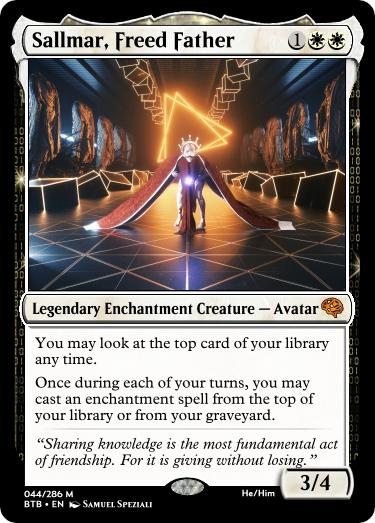 Sallmar, Freed Father 1
Legendary Enchantment Creature — Avatar
You may look at the top card of your library
any time.
Once during each of your turns, you may
cast an enchantment spell from the top of
your library or from your graveyard.
“Sharing knowledge is the most fundamental act
of friendship. For it is giving without losing.”
044/286 M
BTB • EN Samuel Speziali
He/Him
3/4